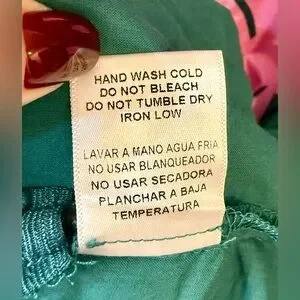 HAND WASH COLD
DO NOT BLEACH
DO NOT TUMBLE DRY
IRON LOW
LAVAR A MANO AGUA FRIA
NO USAR BLANQUEADOR
NO USAR SECADORA
PLANCHAR A BAJA
TEMPERATURA